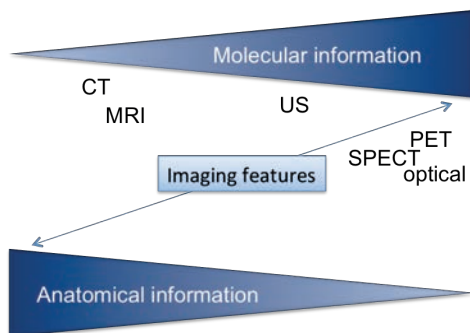 Molecular information
CT
MRI
US
PET
SPECT
optical
Imaging features
Anatomical information